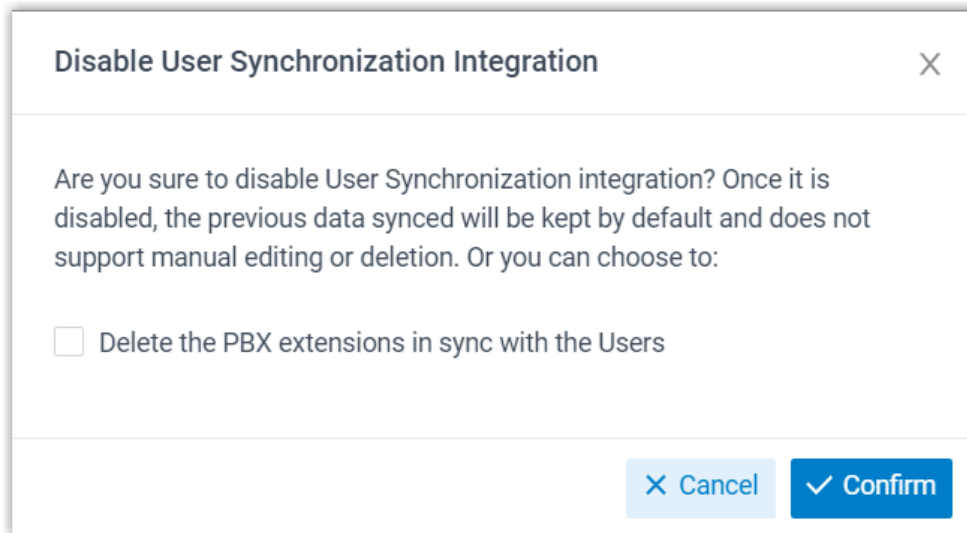 Disable User Synchronization Integration
Are you sure to disable User Synchronization integration? Once it is
disabled, the previous data synced will be kept by default and does not
support manual editing or deletion. Or you can choose to:
Delete the PBX extensions in sync with the Users
Cancel
Confirm